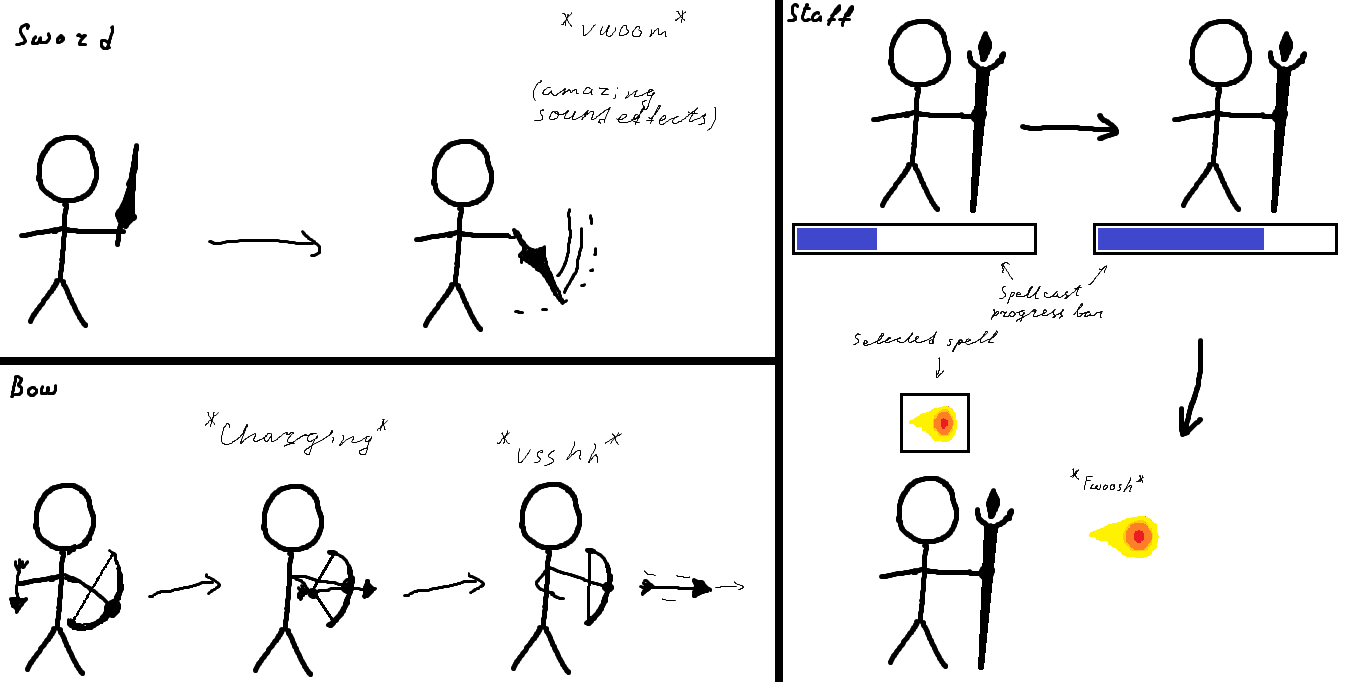 Sword
*vwoom*
(amazing
sound effects)
Bow
*Charging*
*vsshh*
Staff
Spellcast
progress bar
Selected spell
*Fwoosh*